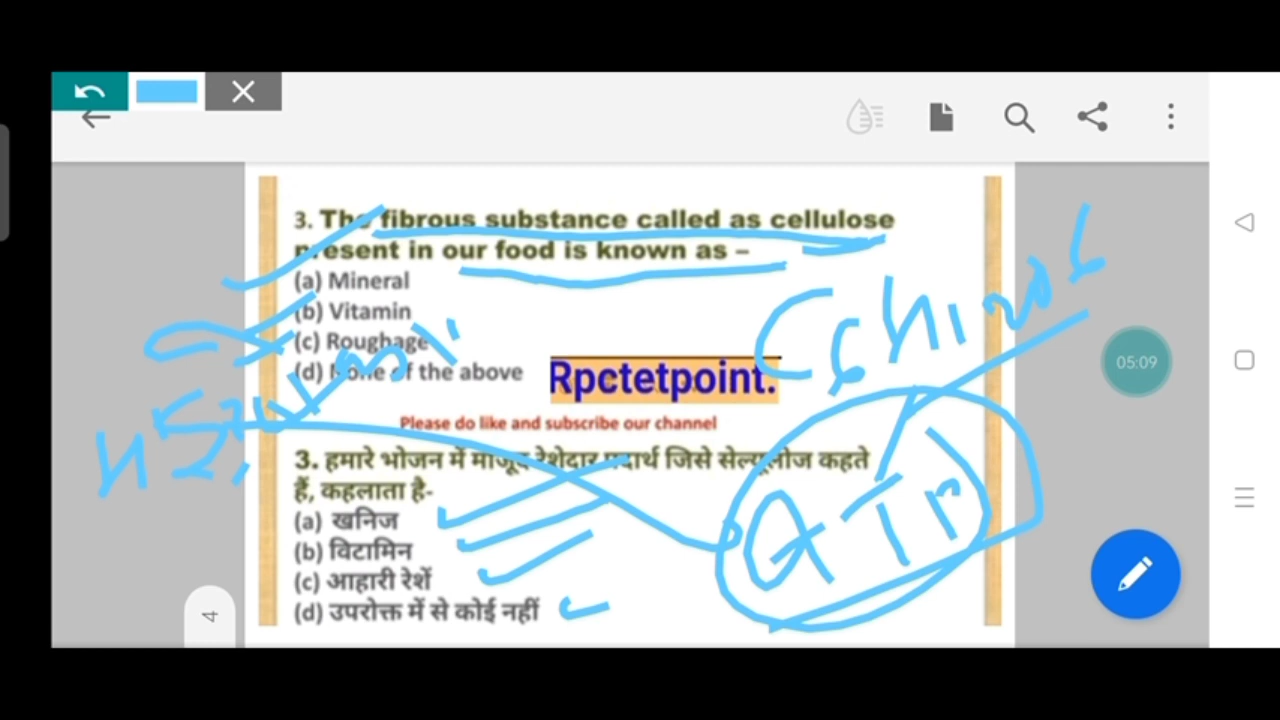 3. The fibrous substance called as cellulose
present in our food is known as –
(a) Mineral
(b) Vitamin
(c) Roughage
(d) None of the above
Rpctetpoint.
Please do like and subscribe our channel
3. हमारे भोजन में मौजूद रेशेदार पदार्थ जिसे सेल्यूलोज कहते
हैं, कहलाता है-
(a) खनिज
(b) विटामिन
(c) आहारी रेशें
(d) उपरोक्त में से कोई नहीं
05:09
4